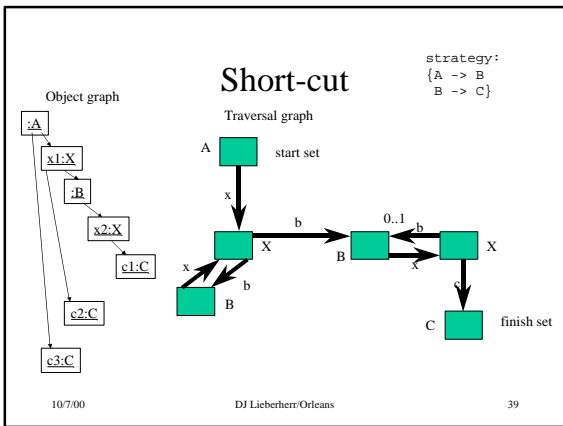 strategy:
{A -> B
B -> C}
Short-cut
Object graph
Traversal graph
:A
x1:X
:B
x2:X
c1:C
c2:C
c3:C
A
start set
x
b
0..1
b
X
B
x
X
x
b
B
c
C
finish set
10/7/00
DJ Lieberherr/Orleans
39